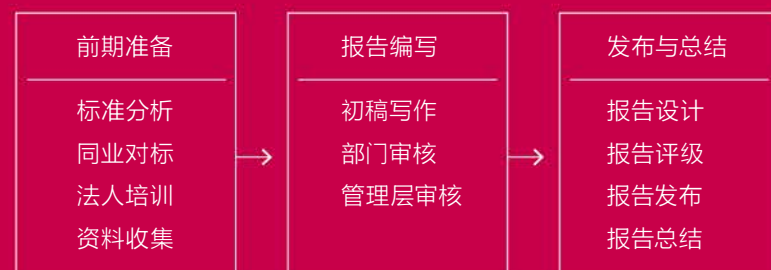 前期准备
标准分析
同业对标
法人培训
资料收集
报告编写
初稿写作
部门审核
管理层审核
发布与总结
报告设计
报告评级
报告发布
报告总结